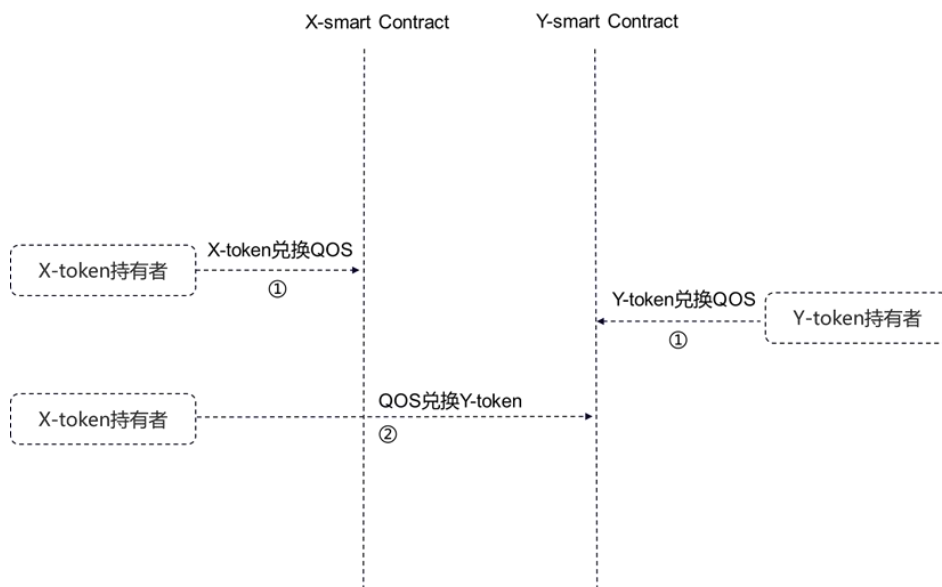 X-smart Contract
Y-smart Contract
X-token兑换QOS
X-token持有者
①
Y-token兑换QOS
Y-token持有者
①
QOS兑换Y-token
X-token持有者
②